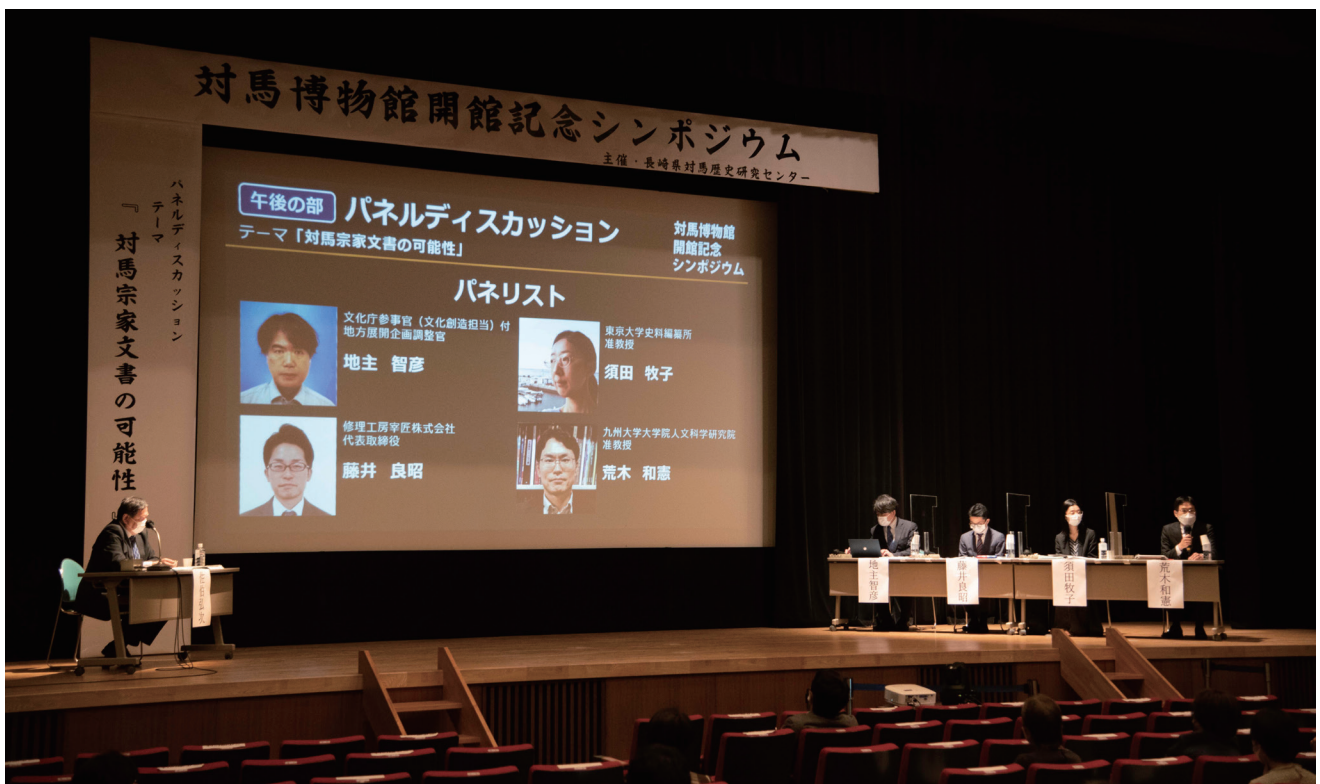 対馬博物館開館記念シンポジウム
主催・長崎県対馬歴史研究センター
パネルディスカッション
テーマ
『対馬宗家文書の可能性』
午後の部 パネルディスカッション
テーマ「対馬宗家文書の可能性」
対馬博物館
開館記念
シンポジウム
パネリスト
文化庁参事官（文化創造担当）付
地方展開企画調整官
地主 智彦
東京大学史料編纂所
准教授
須田 牧子
修理工房宰匠株式会社
代表取締役
藤井 良昭
九州大学大学院人文科学研究院
准教授
荒木 和憲
地主智彦
藤井良昭
須田牧子
荒木和憲